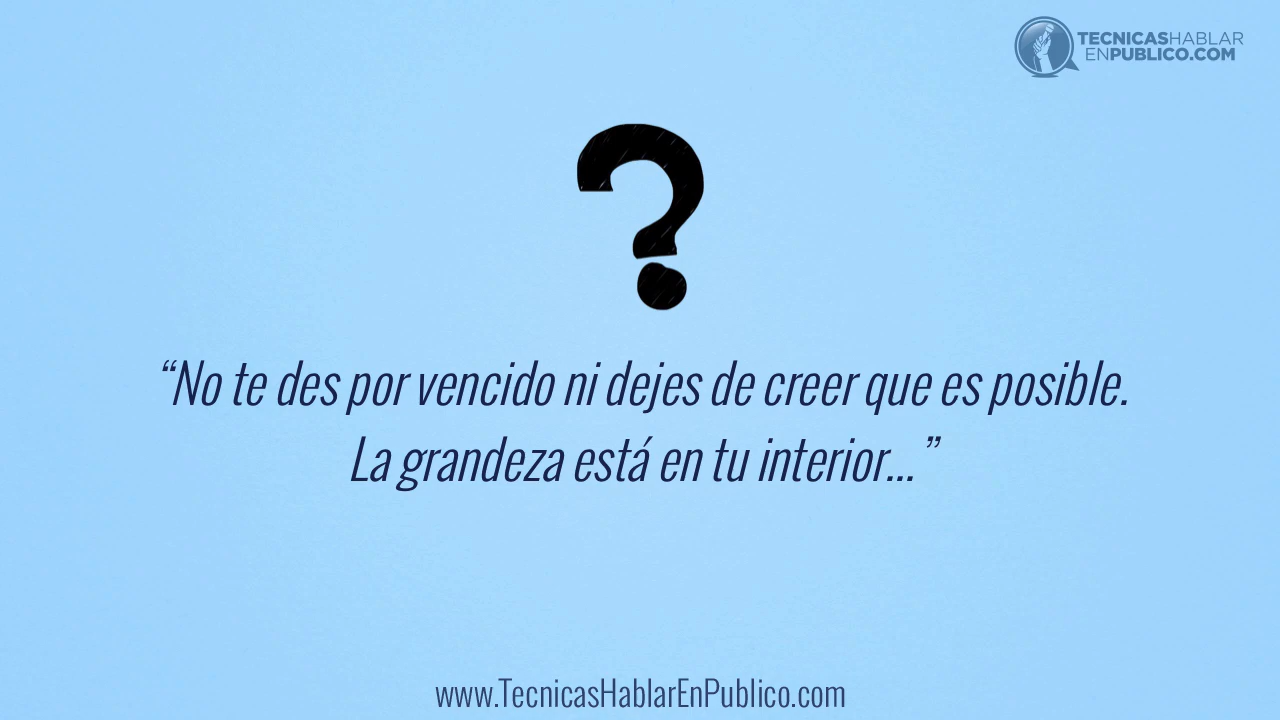 TECNICASHABLAR
ENPUBLICO.COM
?
“No te des por vencido ni dejes de creer que es posible.
La grandeza está en tu interior...”
www.TecnicasHablarEnPublico.com